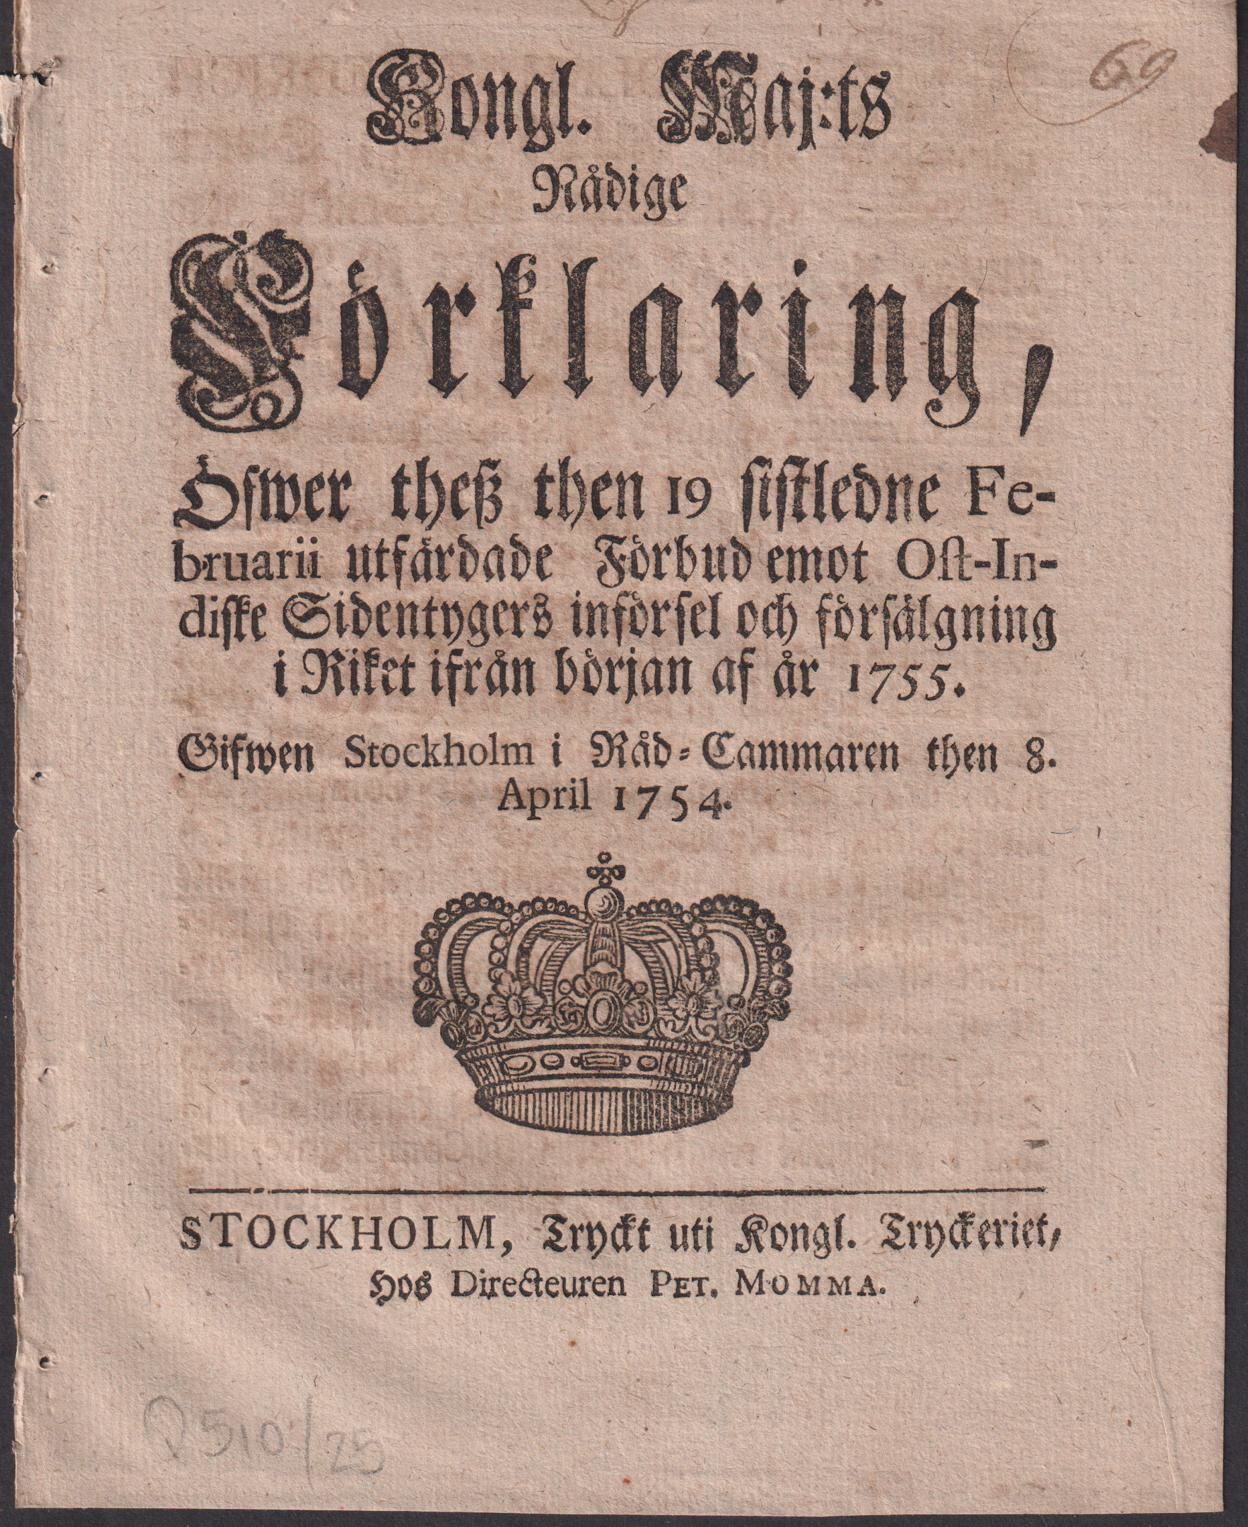 69
Kongl. Maj:ts
Nådige
Förklaring,
Öfwer theß then 19 sistledne Fe-
bruarii utfärdade Förbud emot Ost-In-
diske Sidentygers införsel och försälgning
i Riket ifrån början af år 1755.
Gifwen Stockholm i Råd-Cammaren then 8.
April 1754.
STOCKHOLM, Tryckt uti Kongl. Tryckeriet,
Hos Directeuren PET. MOMMA.
Q510/25